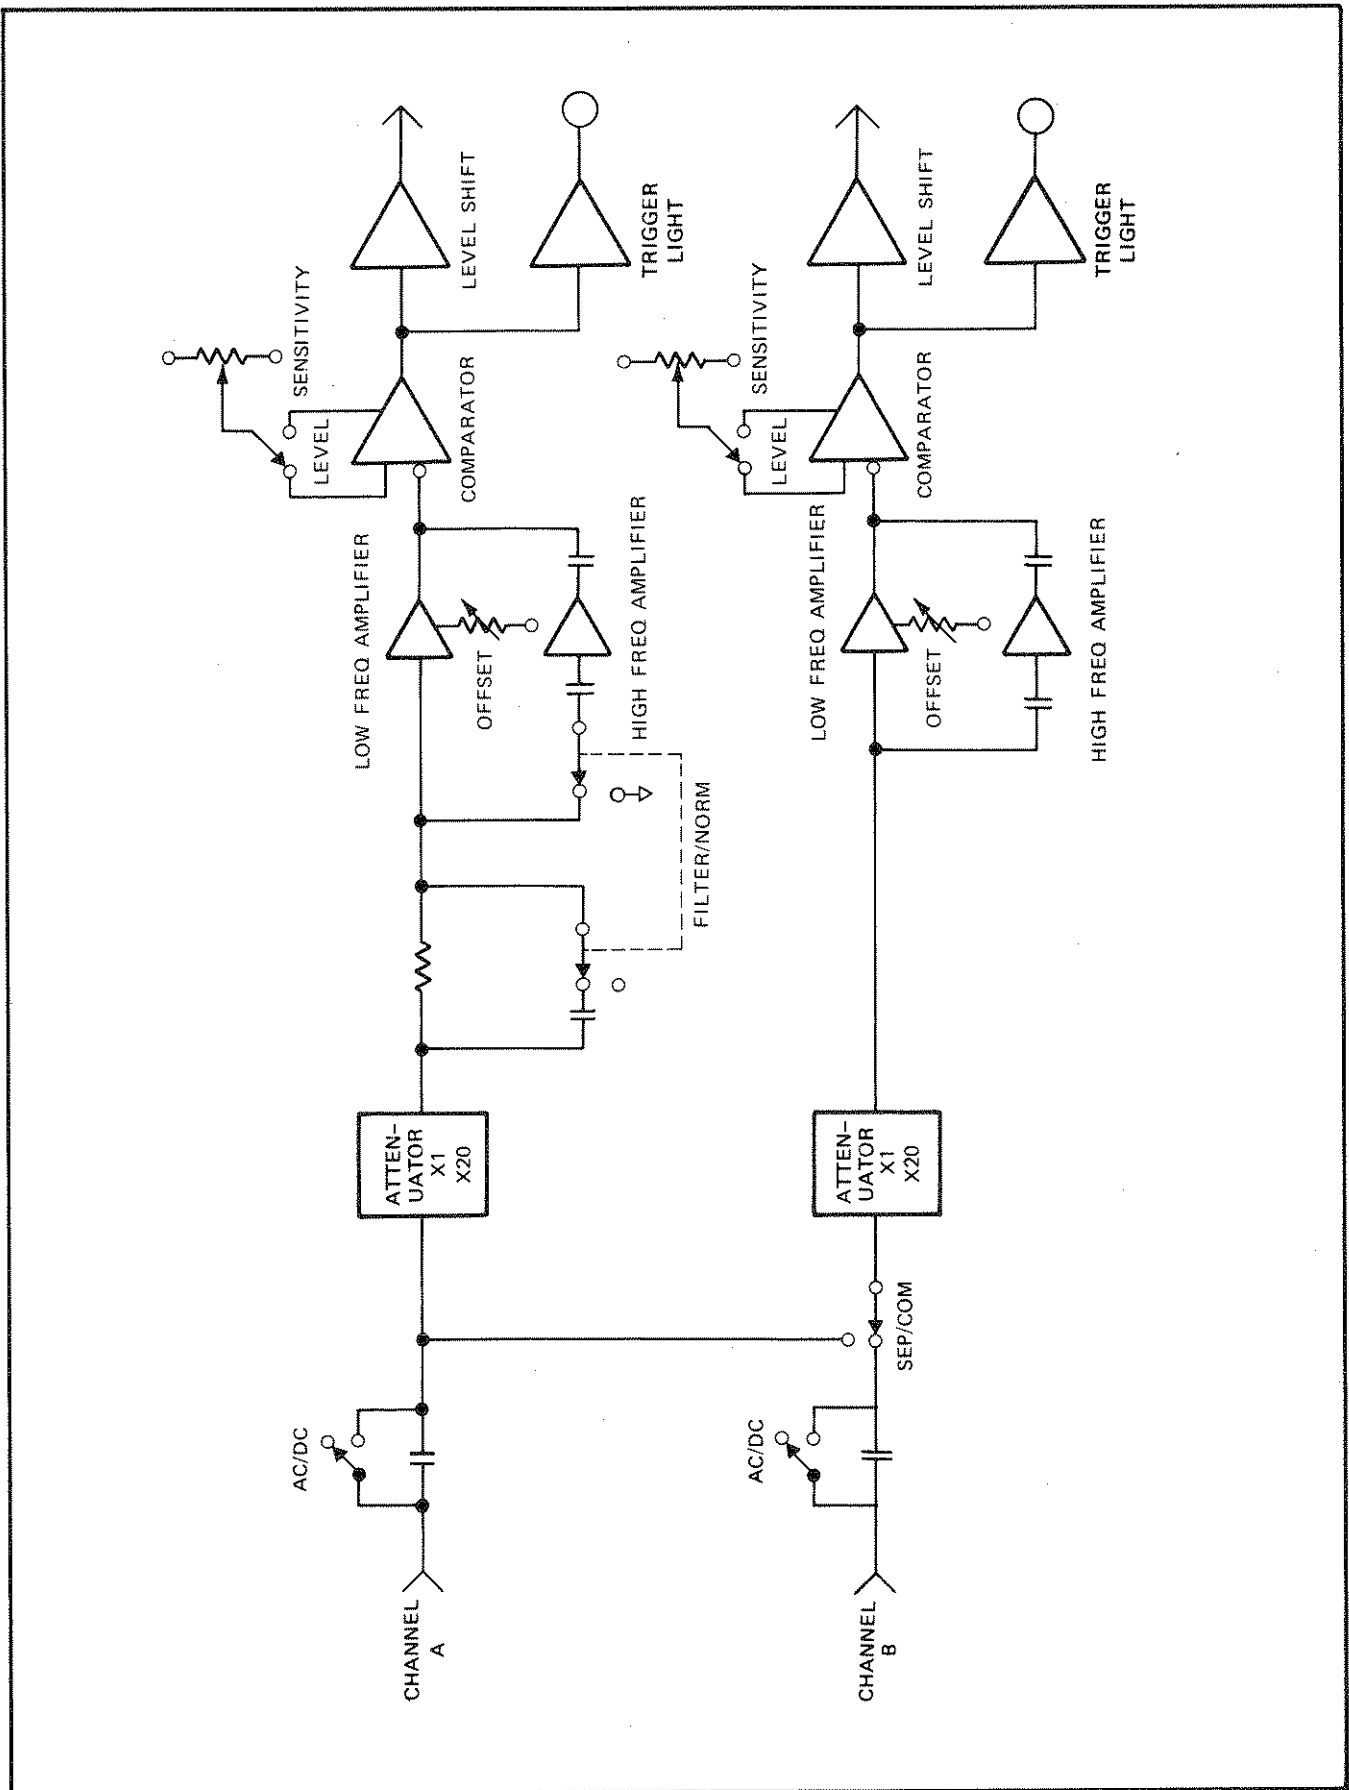 CHANNEL
A
AC/DC
ATTEN-
UATOR
X1
X20
FILTER/NORM
LOW FREQ AMPLIFIER
OFFSET
HIGH FREQ AMPLIFIER
LEVEL
SENSITIVITY
COMPARATOR
LEVEL SHIFT
TRIGGER
LIGHT
CHANNEL
B
AC/DC
SEP/COM
ATTEN-
UATOR
X1
X20
LOW FREQ AMPLIFIER
OFFSET
HIGH FREQ AMPLIFIER
LEVEL
SENSITIVITY
COMPARATOR
LEVEL SHIFT
TRIGGER
LIGHT